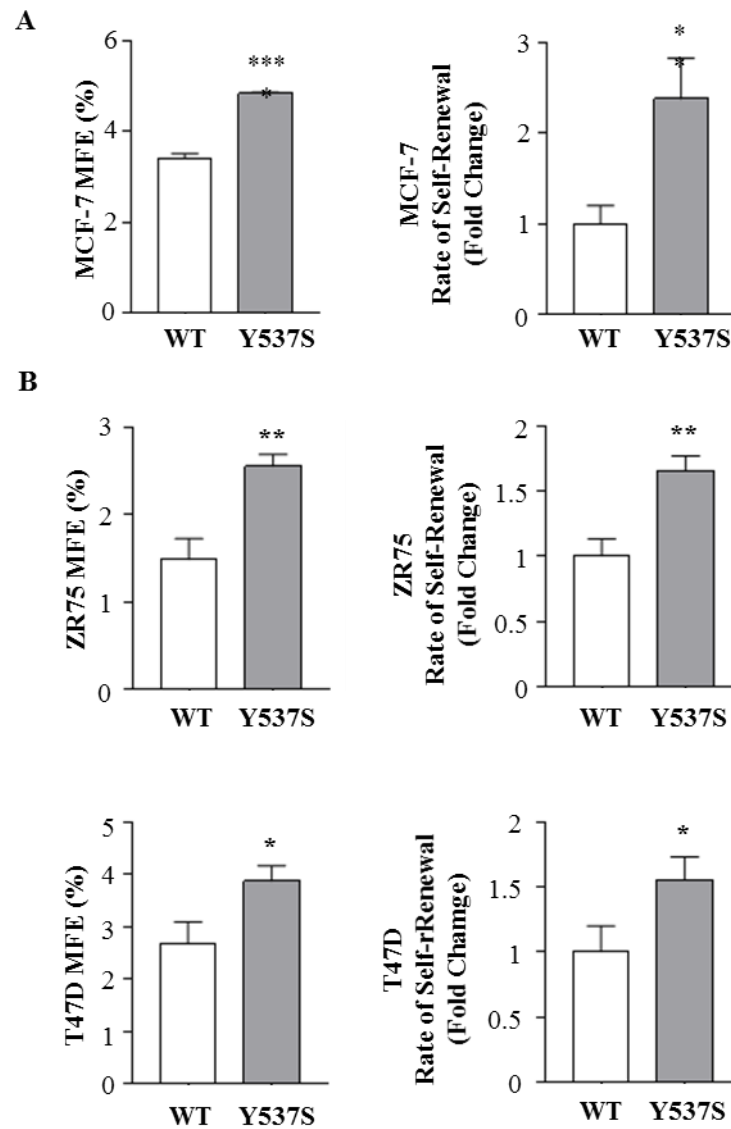 A
MCF-7 MFE (%)
6
4
2
0
***
*
WT Y537S
MCF-7
Rate of Self-Renewal
(Fold Change)
3
2
1
0
*
*
WT Y537S
B
ZR75 MFE (%)
3
2
1
0
**
WT Y537S
ZR75
Rate of Self-Renewal
(Fold Change)
2
1.5
1
0.5
0
**
WT Y537S
T47D MFE (%)
5
4
3
2
1
0
*
WT Y537S
T47D
Rate of Self-rRenewal
(Fold Chamge)
2
1.5
1
0.5
0
*
WT Y537S